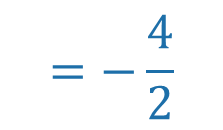 = − 4/2